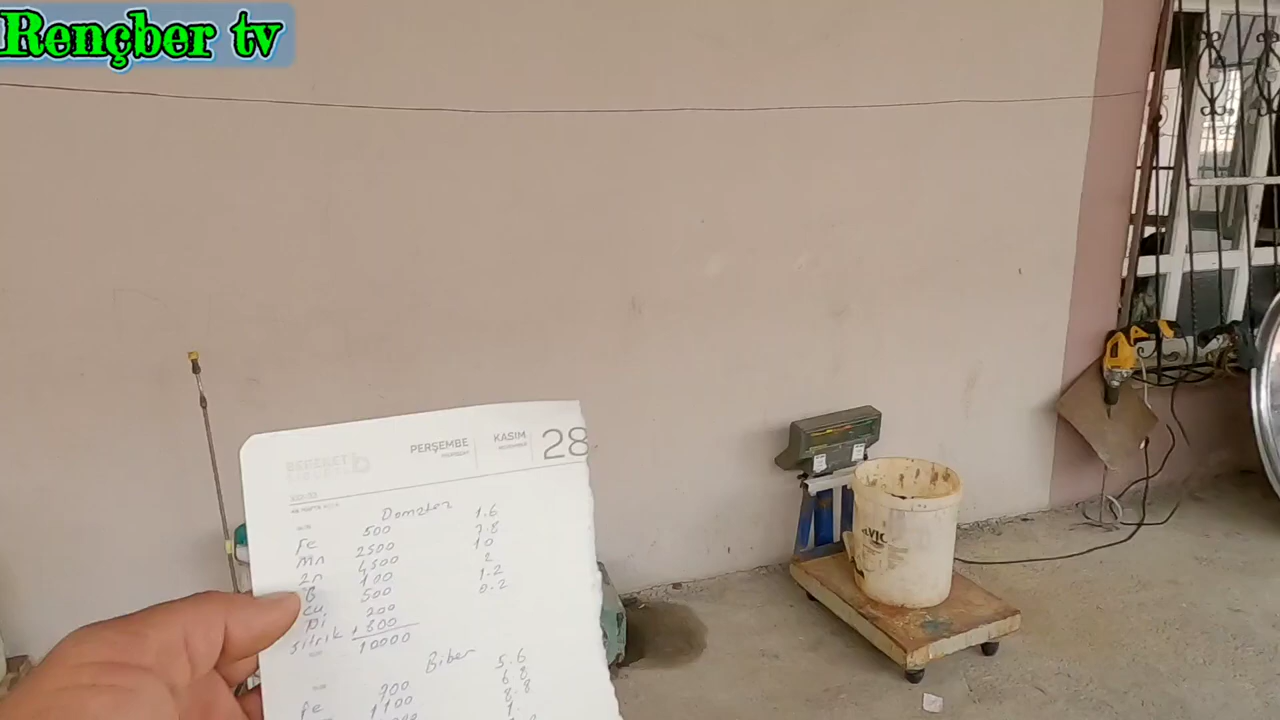 Rençber tv
BEREKET
PERŞEMBE KASIM 28
Domates
Fe 500 1.6
Mn 2500 7.8
Zn 4500 10
B 100 2
Cu 500 1.2
200 0.2
sitrik +800
10000
Biber
Fe 700 5.6
1100 6.8
8.8